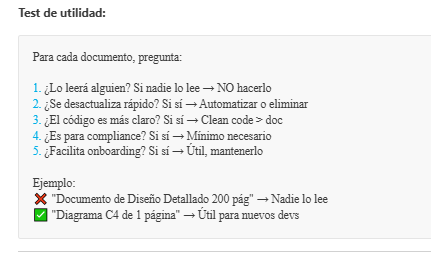 Test de utilidad:
Para cada documento, pregunta:
1. ¿Lo leerá alguien? Si nadie lo lee → NO hacerlo
2. ¿Se desactualiza rápido? Si sí → Automatizar o eliminar
3. ¿El código es más claro? Si sí → Clean code > doc
4. ¿Es para compliance? Si sí → Mínimo necesario
5. ¿Facilita onboarding? Si sí → Útil, mantenerlo
Ejemplo:
❌ "Documento de Diseño Detallado 200 pág" → Nadie lo lee
✅ "Diagrama C4 de 1 página" → Útil para nuevos devs